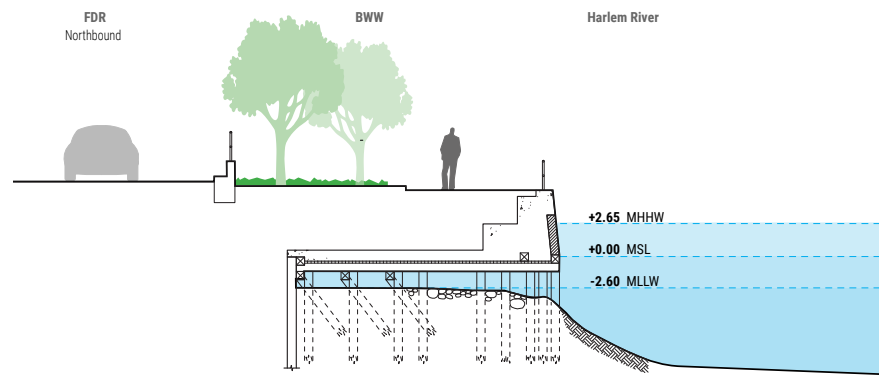 FDR
Northbound
BWW
Harlem River
+2.65 MHHW
+0.00 MSL
-2.60 MLLW